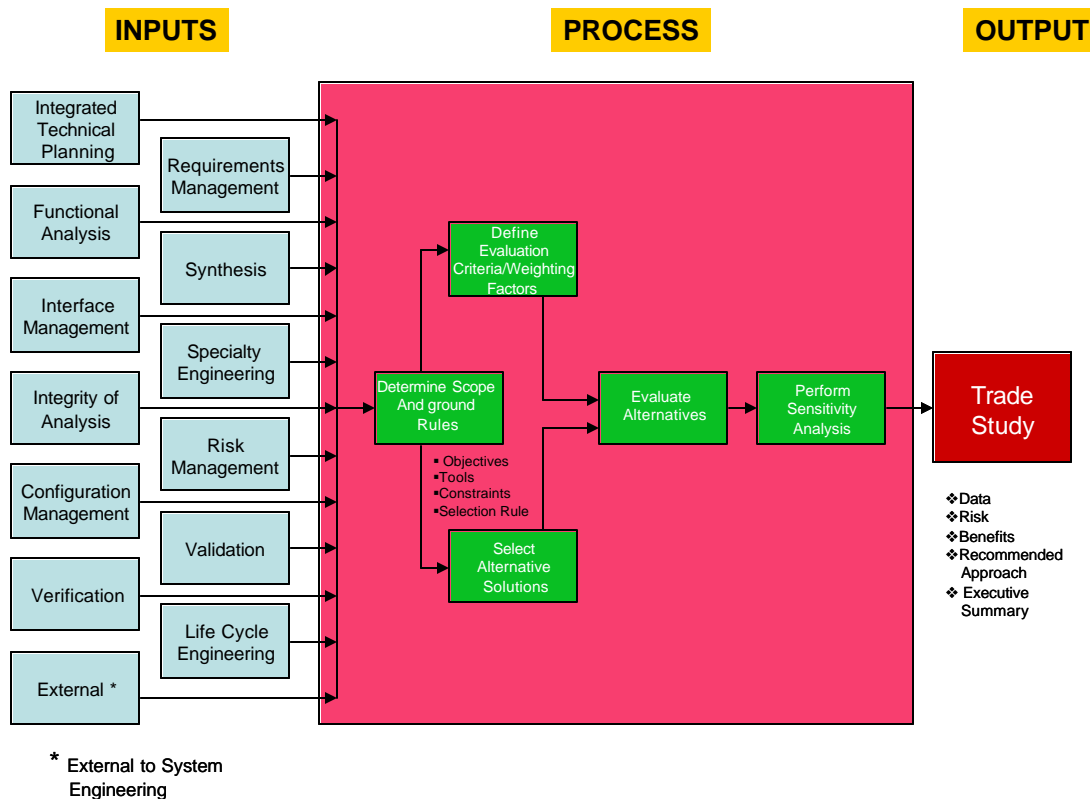 INPUTS
PROCESS
OUTPUT
Integrated
Technical
Planning
Requirements
Management
Functional
Analysis
Synthesis
Interface
Management
Specialty
Engineering
Integrity of
Analysis
Risk
Management
Configuration
Management
Validation
Verification
Life Cycle
Engineering
External *
* External to System
Engineering
Determine Scope
And ground
Rules
▪ Objectives
▪Tools
▪Constraints
▪Selection Rule
Define
Evaluation
Criteria/Weighting
Factors
Select
Alternative
Solutions
Evaluate
Alternatives
Perform
Sensitivity
Analysis
Trade
Study
❖Data
❖Risk
❖Benefits
❖Recommended
Approach
❖ Executive
Summary